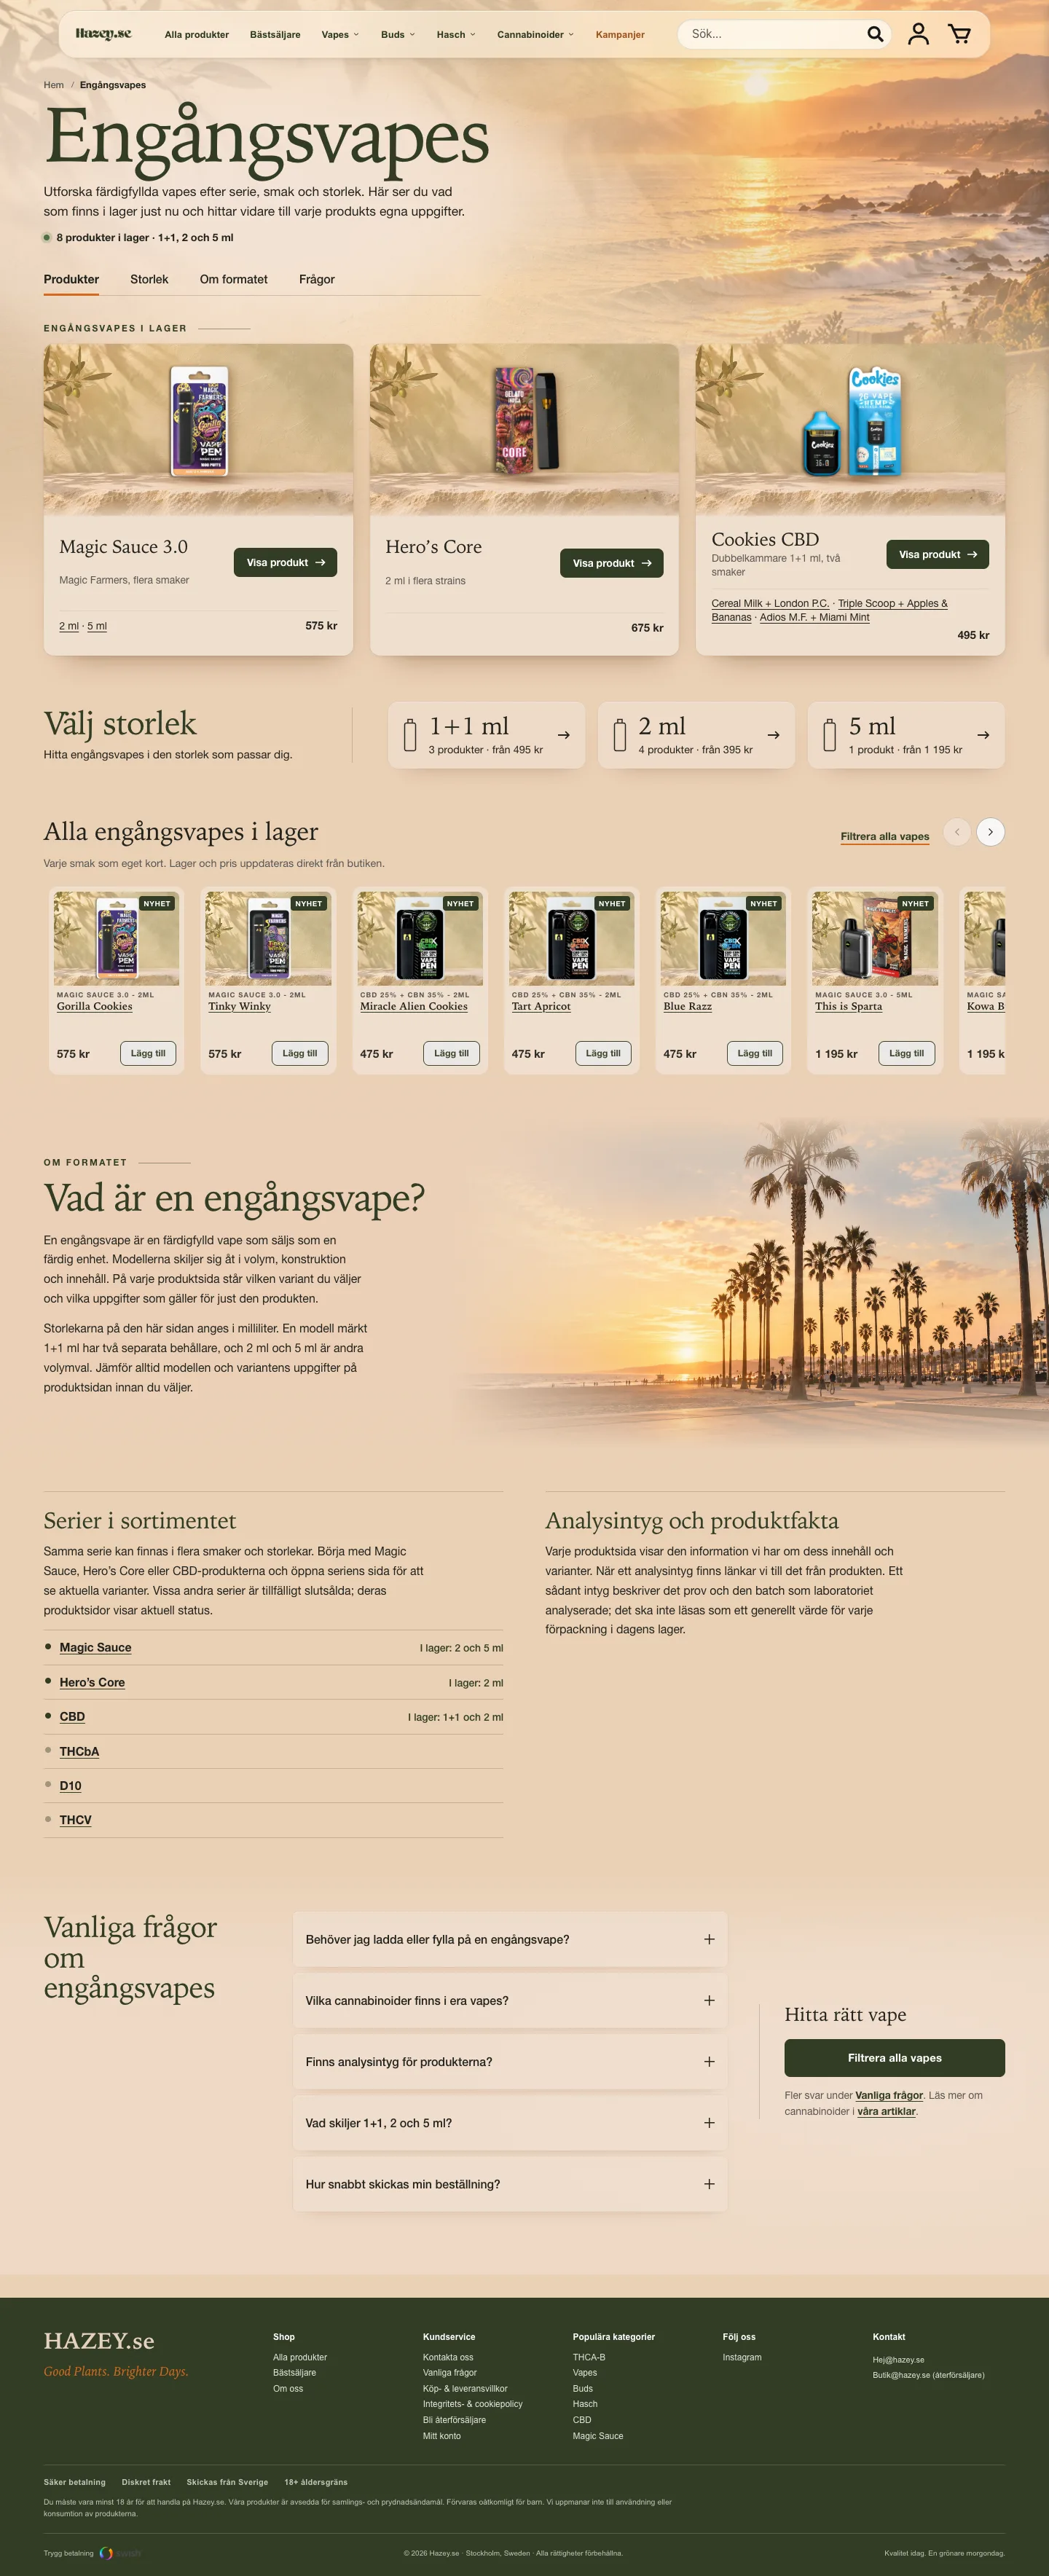 Hazey.se
Alla produkter
Bästsäljare
Vapes
Buds
Hasch
Cannabinoider
Kampanjer
Sök...
Hem / Engångsvapes
Engångsvapes
Utforska färdigfyllda vapes efter serie, smak och storlek. Här ser du vad
som finns i lager just nu och hittar vidare till varje produkts egna uppgifter.
8 produkter i lager · 1+1, 2 och 5 ml
Produkter
Storlek
Om formatet
Frågor
ENGÅNGSVAPES I LAGER
MAGIC
FARMERS
Gorilla
VAPE
PEN
GELATO
CORE
Cookies
2G VAPE
HEMP
Cookies
Magic Sauce 3.0
Magic Farmers, flera smaker
Visa produkt
2 ml · 5 ml
575 kr
Hero’s Core
2 ml i flera strains
Visa produkt
675 kr
Cookies CBD
Dubbelkammare 1+1 ml, två
smaker
Visa produkt
Cereal Milk + London P.C. · Triple Scoop + Apples &
Bananas · Adios M.F. + Miami Mint
495 kr
Välj storlek
Hitta engångsvapes i den storlek som passar dig.
1+1 ml
3 produkter · från 495 kr
2 ml
4 produkter · från 395 kr
5 ml
1 produkt · från 1 195 kr
Alla engångsvapes i lager
Varje smak som eget kort. Lager och pris uppdateras direkt från butiken.
Filtrera alla vapes
NYHET
MAGIC SAUCE 3.0 - 2ML
Gorilla Cookies
575 kr
Lägg till
NYHET
MAGIC SAUCE 3.0 - 2ML
Tinky Winky
575 kr
Lägg till
NYHET
CBD 25% + CBN 35% - 2ML
Miracle Alien Cookies
475 kr
Lägg till
NYHET
CBD 25% + CBN 35% - 2ML
Tart Apricot
475 kr
Lägg till
NYHET
CBD 25% + CBN 35% - 2ML
Blue Razz
475 kr
Lägg till
NYHET
MAGIC SAUCE 3.0 - 5ML
This is Sparta
1 195 kr
Lägg till
MAGIC SA
Kowa B
1 195 k
OM FORMATET
Vad är en engångsvape?
En engångsvape är en färdigfylld vape som säljs som en
färdig enhet. Modellerna skiljer sig åt i volym, konstruktion
och innehåll. På varje produktsida står vilken variant du väljer
och vilka uppgifter som gäller för just den produkten.
Storlekarna på den här sidan anges i milliliter. En modell märkt
1+1 ml har två separata behållare, och 2 ml och 5 ml är andra
volymval. Jämför alltid modellen och variantens uppgifter på
produktsidan innan du väljer.
Serier i sortimentet
Samma serie kan finnas i flera smaker och storlekar. Börja med Magic
Sauce, Hero’s Core eller CBD-produkterna och öppna seriens sida för att
se aktuella varianter. Vissa andra serier är tillfälligt slutsålda; deras
produktsidor visar aktuell status.
Magic Sauce
I lager: 2 och 5 ml
Hero’s Core
I lager: 2 ml
CBD
I lager: 1+1 och 2 ml
THCbA
D10
THCV
Analysintyg och produktfakta
Varje produktsida visar den information vi har om dess innehåll och
varianter. När ett analysintyg finns länkar vi till det från produkten. Ett
sådant intyg beskriver det prov och den batch som laboratoriet
analyserade; det ska inte läsas som ett generellt värde för varje
förpackning i dagens lager.
Vanliga frågor
om
engångsvapes
Behöver jag ladda eller fylla på en engångsvape?
Vilka cannabinoider finns i era vapes?
Finns analysintyg för produkterna?
Vad skiljer 1+1, 2 och 5 ml?
Hur snabbt skickas min beställning?
Hitta rätt vape
Filtrera alla vapes
Fler svar under Vanliga frågor. Läs mer om
cannabinoider i våra artiklar.
HAZEY.se
Good Plants. Brighter Days.
Shop
Alla produkter
Bästsäljare
Om oss
Kundservice
Kontakta oss
Vanliga frågor
Köp- & leveransvillkor
Integritets- & cookiepolicy
Bli återförsäljare
Mitt konto
Populära kategorier
THCA-B
Vapes
Buds
Hasch
CBD
Magic Sauce
Följ oss
Instagram
Kontakt
Hej@hazey.se
Butik@hazey.se (återförsäljare)
Säker betalning
Diskret frakt
Skickas från Sverige
18+ åldersgräns
Du måste vara minst 18 år för att handla på Hazey.se. Våra produkter är avsedda för samlings- och prydnadsändamål. Förvaras oåtkomligt för barn. Vi uppmanar inte till användning eller
konsumtion av produkterna.
Trygg betalning
© 2026 Hazey.se · Stockholm, Sweden · Alla rättigheter förbehållna.
Kvalitet idag. En grönare morgondag.